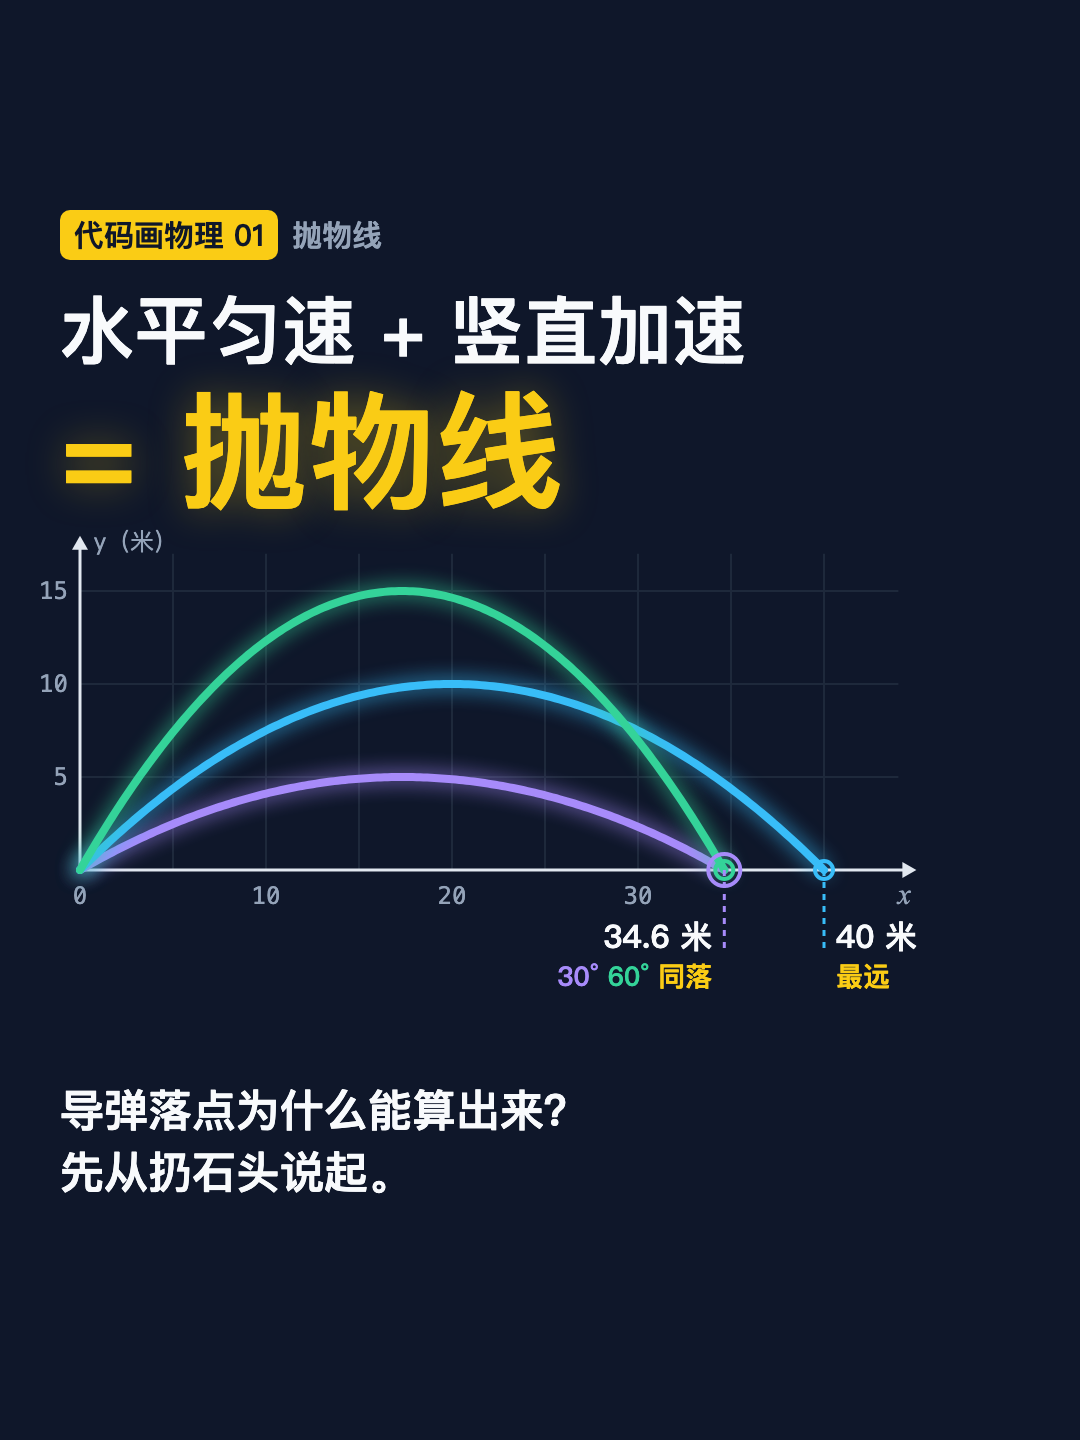 代码画物理 01 抛物线
水平匀速 + 竖直加速
= 抛物线
y（米）
15
10
5
0 10 20 30 x
34.6 米 40 米
30° 60° 同落 最远
导弹落点为什么能算出来?
先从扔石头说起。